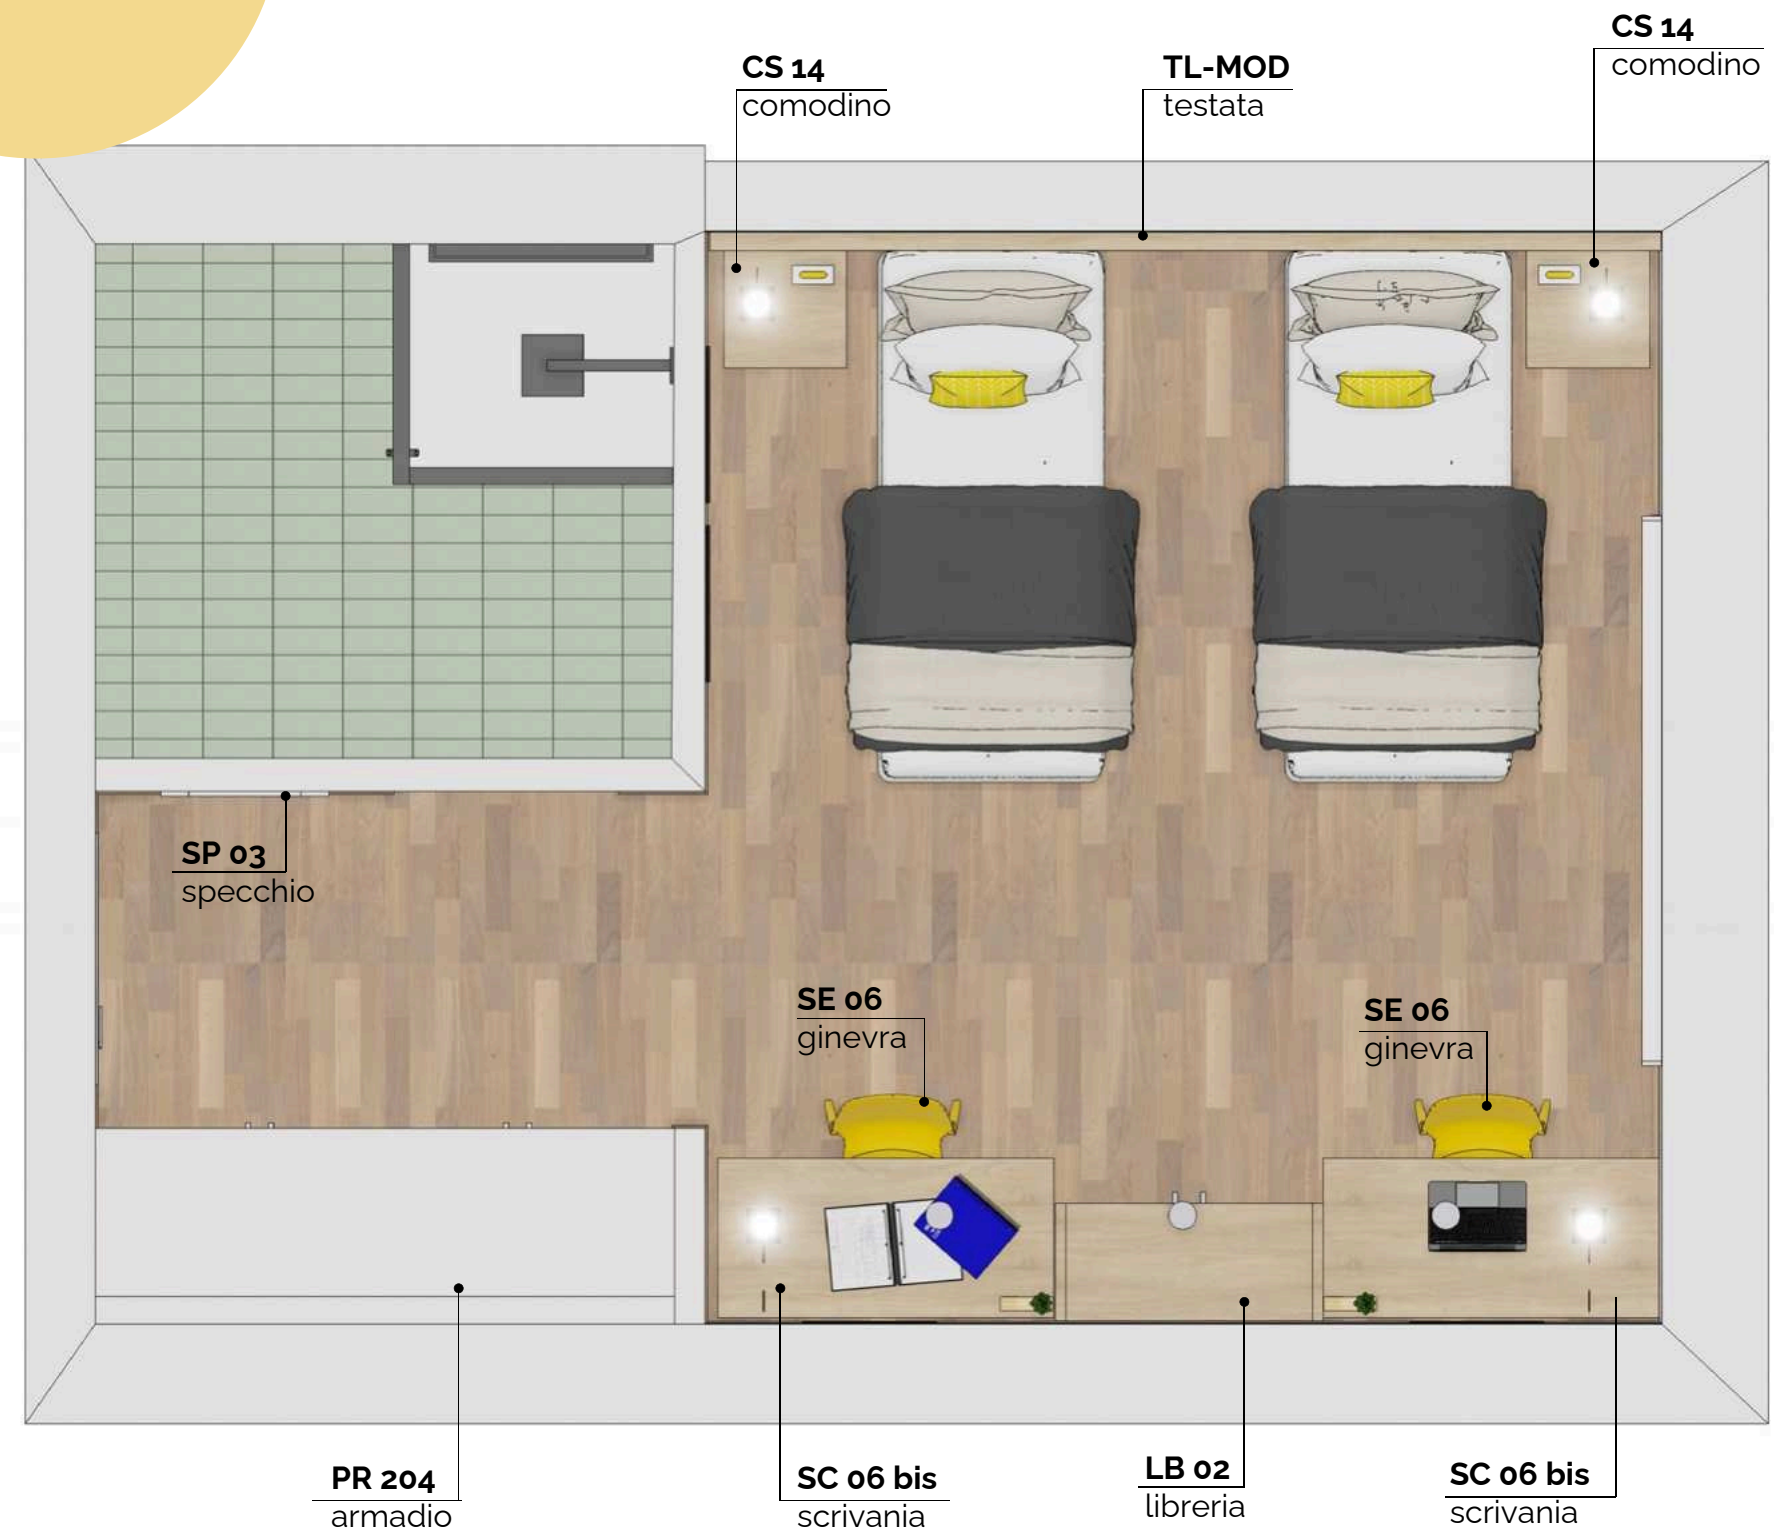 CS 14
comodino
TL-MOD
testata
CS 14
comodino
SP 03
specchio
SE 06
ginevra
SE 06
ginevra
PR 204
armadio
SC 06 bis
scrivania
LB 02
libreria
SC 06 bis
scrivania